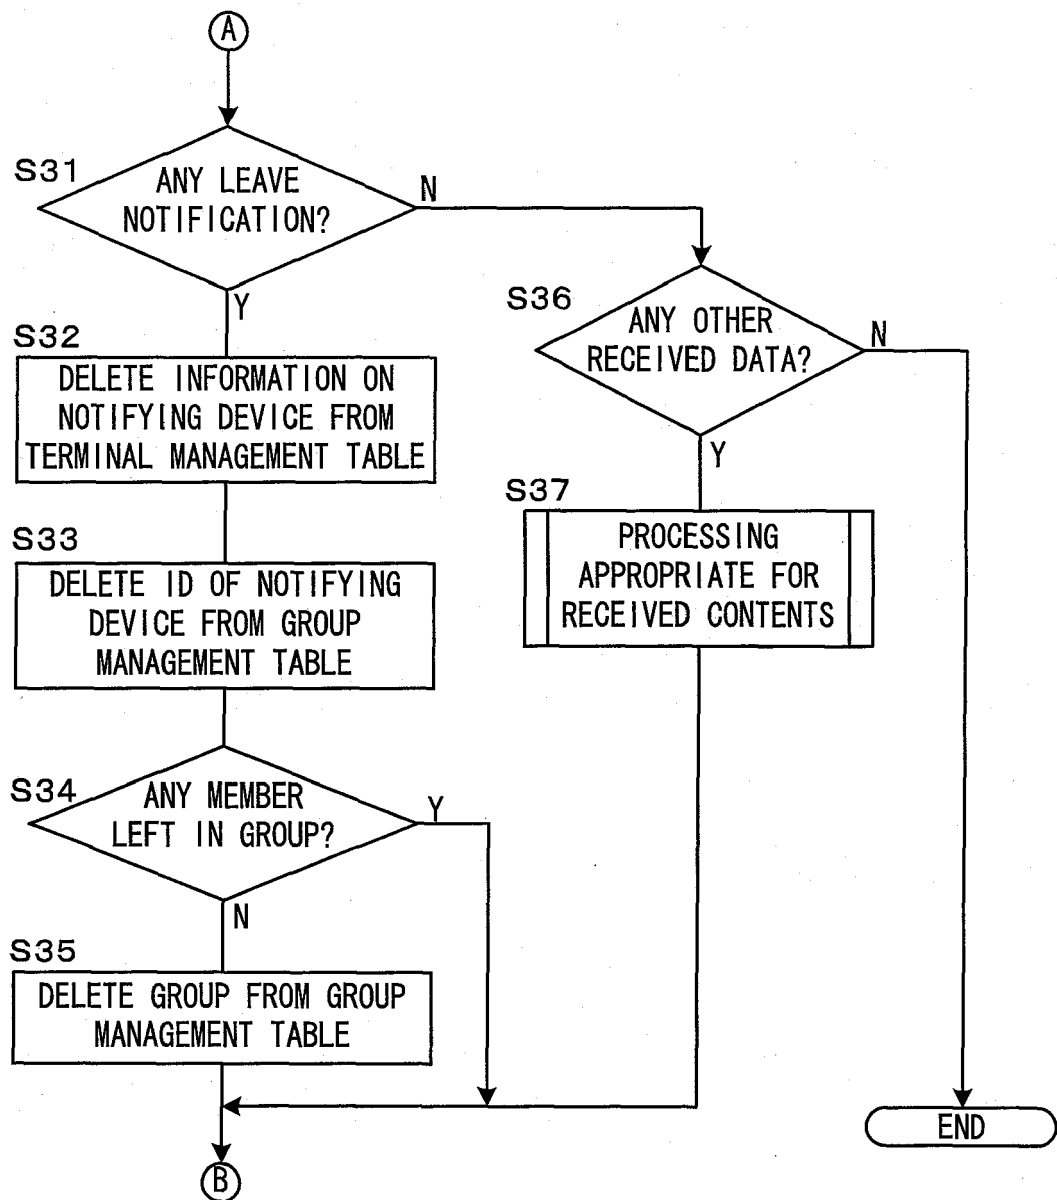 A
S31
ANY LEAVE
NOTIFICATION?
N
Y
S32
DELETE INFORMATION ON
NOTIFYING DEVICE FROM
TERMINAL MANAGEMENT TABLE
S33
DELETE ID OF NOTIFYING
DEVICE FROM GROUP
MANAGEMENT TABLE
S34
ANY MEMBER
LEFT IN GROUP?
Y
N
S35
DELETE GROUP FROM GROUP
MANAGEMENT TABLE
B
S36
ANY OTHER
RECEIVED DATA?
N
Y
S37
PROCESSING
APPROPRIATE FOR
RECEIVED CONTENTS
END